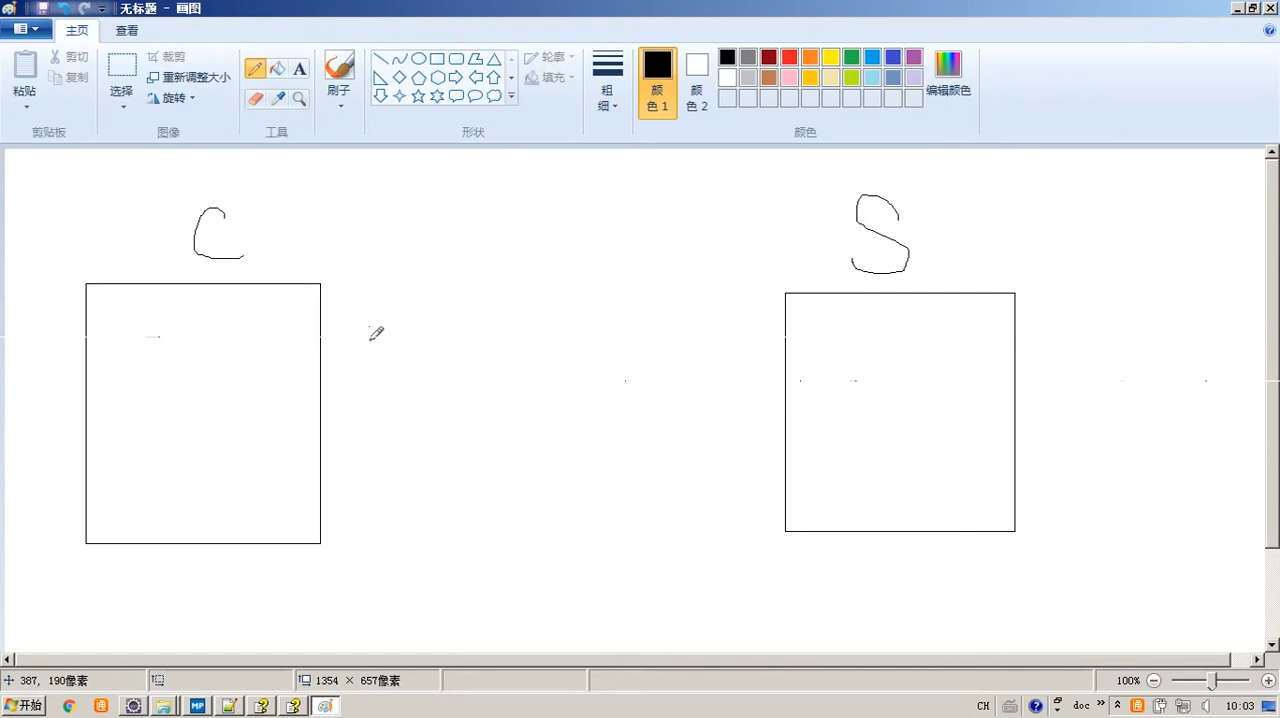 无标题 - 画图
主页 查看
粘贴
剪切
复制
剪贴板
选择
裁剪
重新调整大小
旋转
图像
A
工具
刷子
轮廓
填充
形状
粗
细
颜
色 1
颜
色 2
编辑颜色
颜色
C
S
387, 190像素
1354 × 657像素
100%
开始
MP
CH
doc
10:03